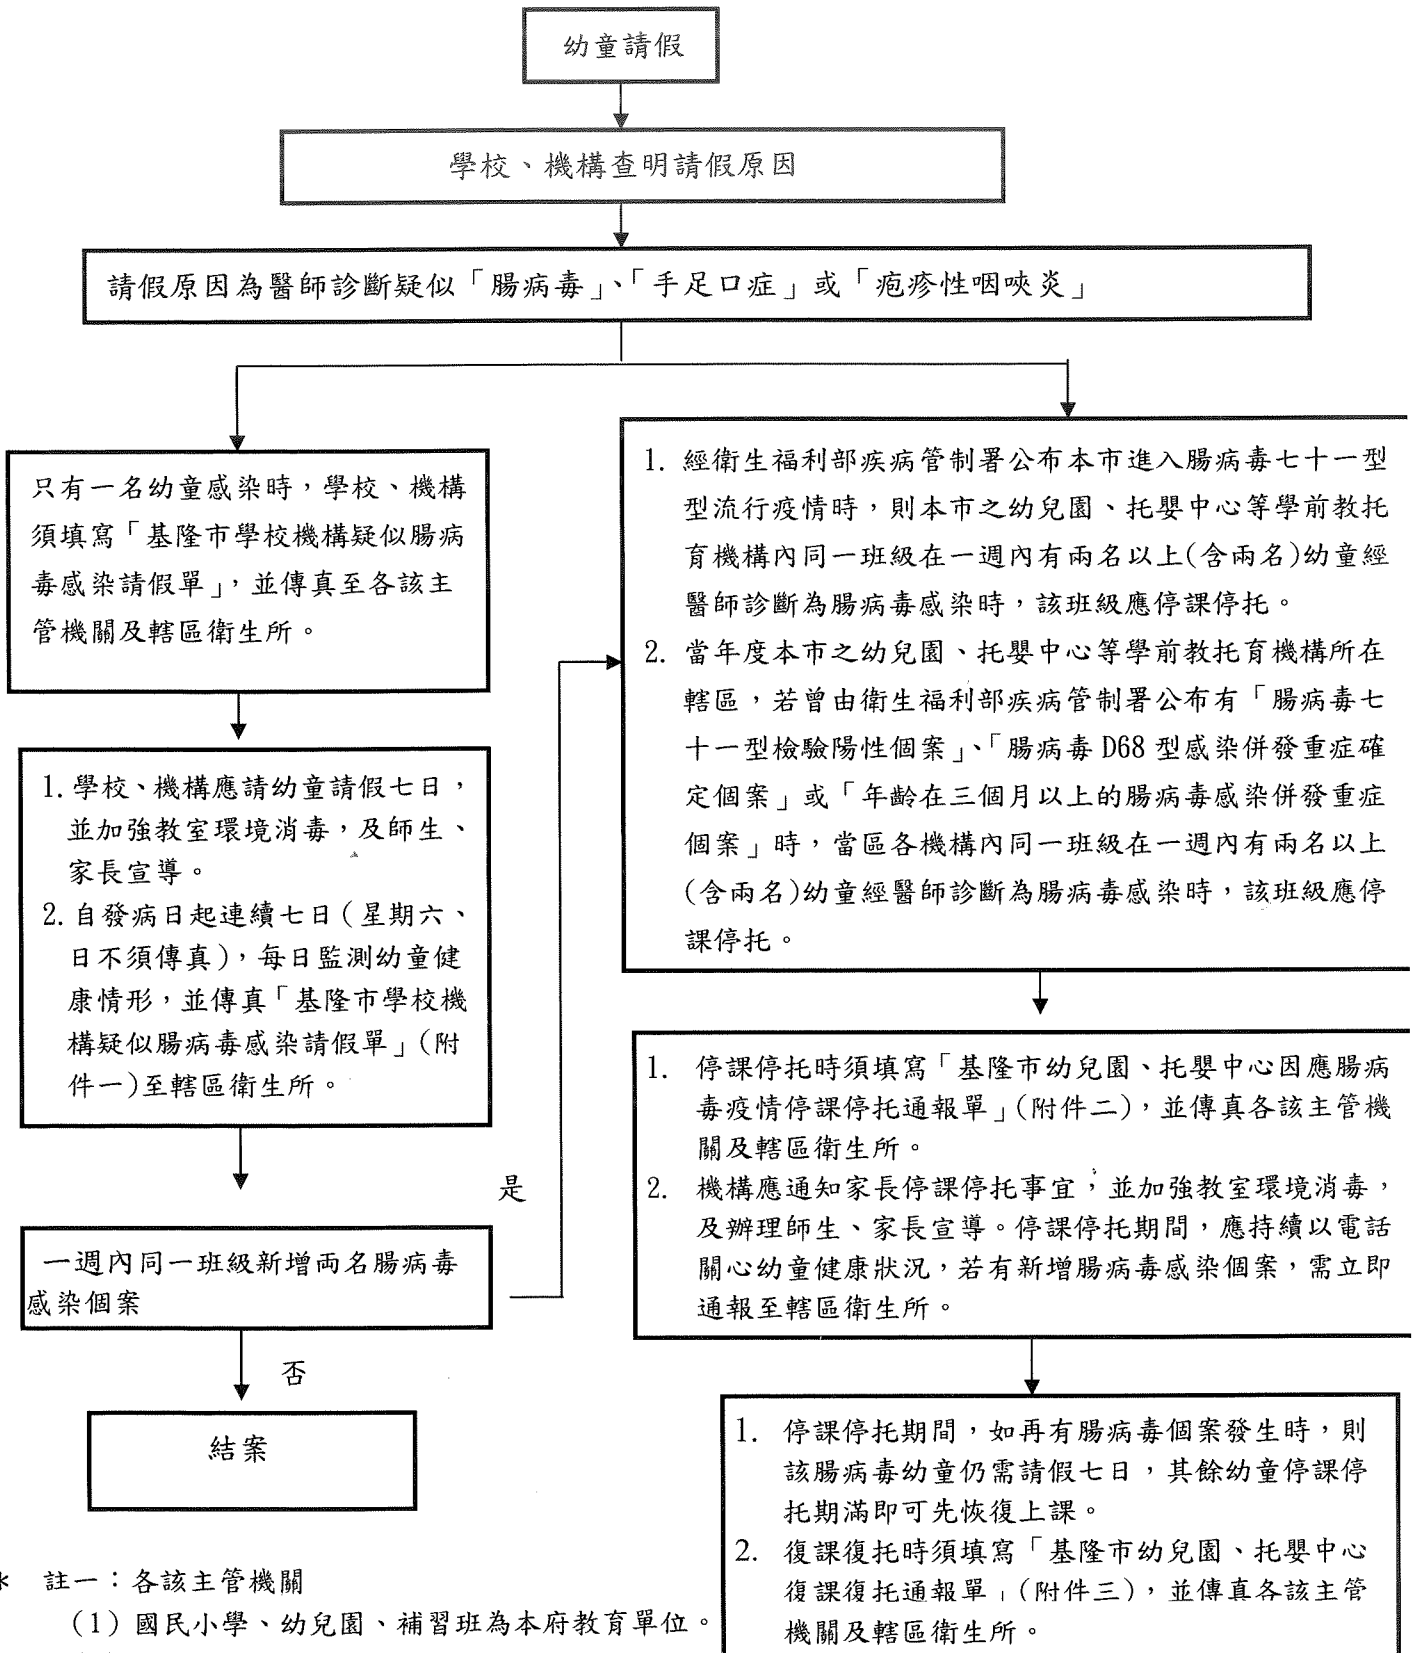 幼童請假
學校、機構查明請假原因
請假原因為醫師診斷疑似「腸病毒」、「手足口症」或「疱疹性咽唊炎」
只有一名幼童感染時，學校、機構
須填寫「基隆市學校機構疑似腸病
毒感染請假單」，並傳真至各該主
管機關及轄區衛生所。
1. 學校、機構應請幼童請假七日，
並加強教室環境消毒，及師生、
家長宣導。
2. 自發病日起連續七日(星期六、
日不須傳真)，每日監測幼童健
康情形，並傳真「基隆市學校機
構疑似腸病毒感染請假單」(附
件一)至轄區衛生所。
是
一週內同一班級新增両名腸病毒
感染個案
否
結案
1. 經衛生福利部疾病管制署公布本市進入腸病毒七十一型
型流行疫情時，則本市之幼兒園、托嬰中心等學前教托
育機構內同一班級在一週內有兩名以上(含兩名)幼童經
醫師診斷為腸病毒感染時，該班級應停課停托。
2. 當年度本市之幼兒園、托嬰中心等學前教托育機構所在
轄區，若曾由衛生福利部疾病管制署公布有「腸病毒七
十一型檢驗陽性個案」、「腸病毒 D68 型感染併發重症確
定個案」或「年齡在三個月以上的腸病毒感染併發重症
個案」時，當區各機構內同一班級在一週內有兩名以上
(含兩名)幼童經醫師診斷為腸病毒感染時，該班級應停
課停托。
1. 停課停托時須填寫「基隆市幼兒園、托嬰中心因應腸病
毒疫情停課停托通報單」(附件二)，並傳真各該主管機
關及轄區衛生所。
2. 機構應通知家長停課停托事宜，並加強教室環境消毒，
及辦理師生、家長宣導。停課停托期間，應持續以電話
關心幼童健康狀況，若有新增腸病毒感染個案，需立即
通報至轄區衛生所。
1. 停課停托期間，如再有腸病毒個案發生時，則
該腸病毒幼童仍需請假七日，其餘幼童停課停
托期滿即可先恢復上課。
2. 復課復托時須填寫「基隆市幼兒園、托嬰中心
復課復托通報單」(附件三)，並傳真各該主管
機關及轄區衛生所。
* 註一：各該主管機關
(1) 國民小學、幼兒園、補習班為本府教育單位。